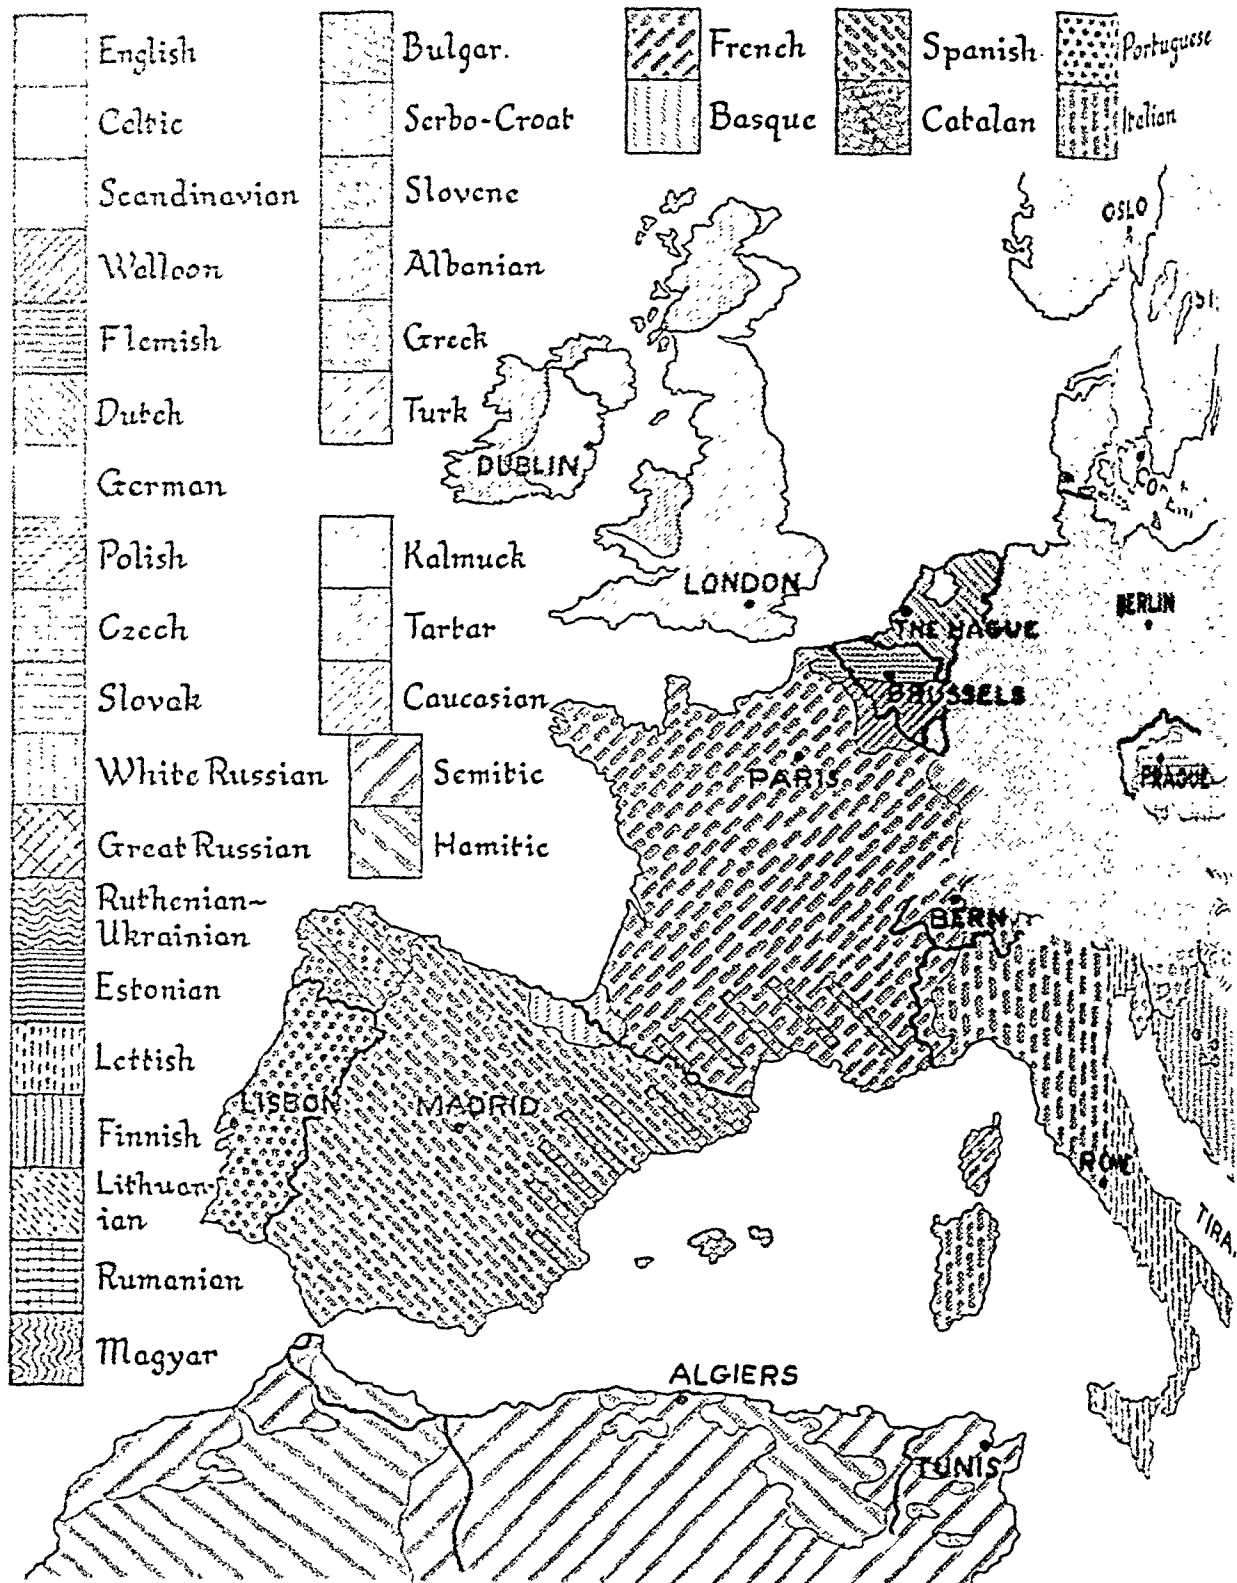 English
Celtic
Scandinavian
Walloon
Flemish
Dutch
German
Polish
Czech
Slovak
White Russian
Great Russian
Ruthenian-
Ukrainian
Estonian
Lettish
Finnish
Lithuan-
ian
Rumanian
Magyar
Bulgar.
Serbo-Croat
Slovene
Albanian
Greek
Turk
Kalmuck
Tartar
Caucasian
Semitic
Hamitic
French
Basque
Spanish
Catalan
Portuguese
Italian
OSLO
DUBLIN
LONDON
THE HAGUE
BERLIN
BRUSSELS
PARIS
PRAGUE
BERN
LISBON
MADRID
ROME
TIRA
ALGIERS
TUNIS